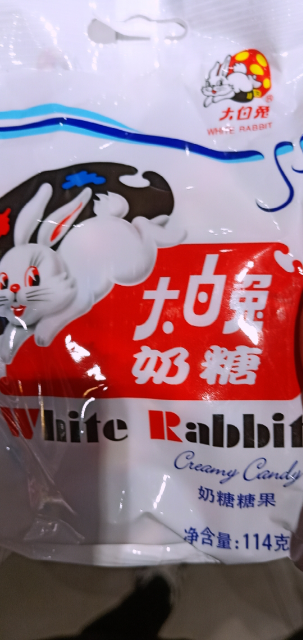 大白兔®
WHITE RABBIT
大白兔
奶糖
White Rabbit
Creamy Candy
奶糖糖果
净含量:114克